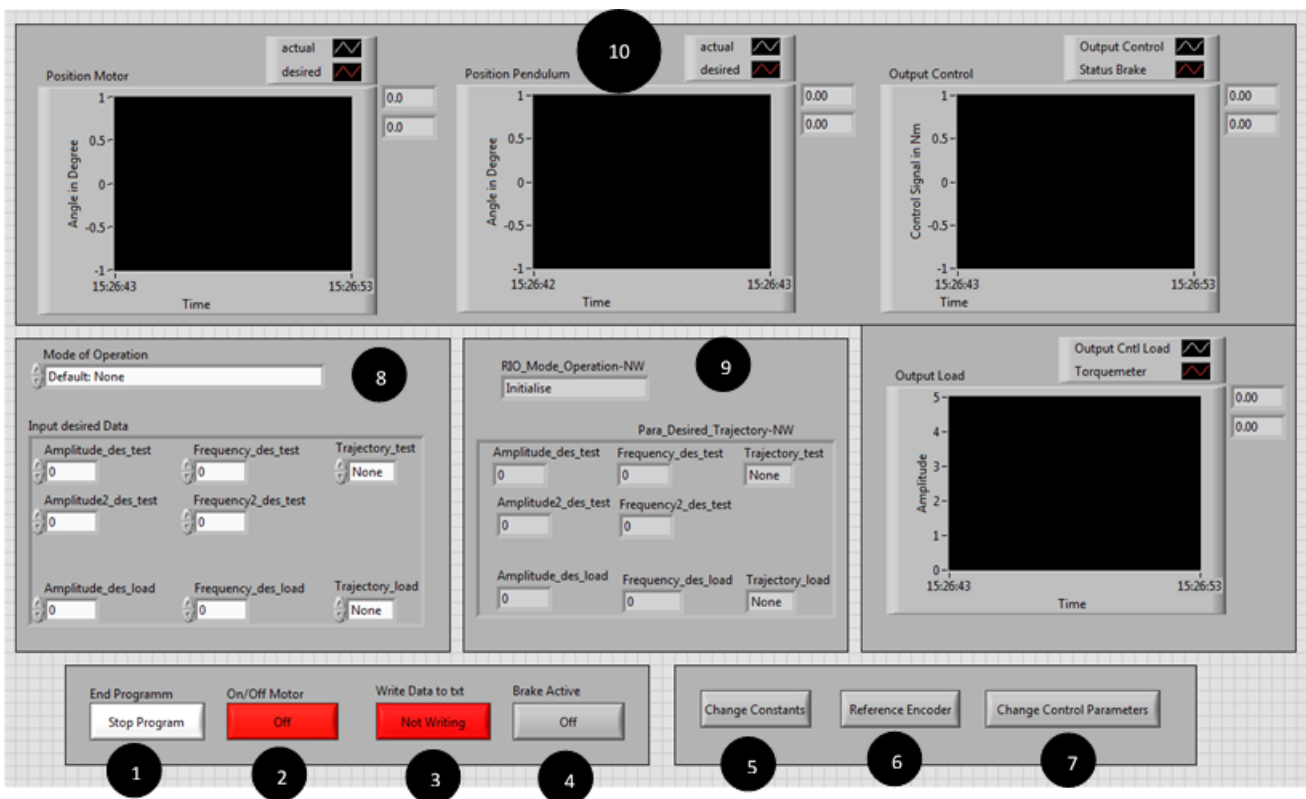 10
actual
desired
Position Motor
0.0
0.0
1
0.5
0
-0.5
-1
Angle in Degree
15:26:43
15:26:53
Time
actual
desired
Position Pendulum
0.00
0.00
1
0.5
0
-0.5
-1
Angle in Degree
15:26:42
15:26:43
Time
Output Control
Status Brake
Output Control
0.00
0.00
1
0.5
0
-0.5
-1
Control Signal in Nm
15:26:43
15:26:53
Time
Mode of Operation
Default: None
8
Input desired Data
Amplitude_des_test Frequency_des_test Trajectory_test
0 0 None
Amplitude2_des_test Frequency2_des_test
0 0
Amplitude_des_load Frequency_des_load Trajectory_load
0 0 None
9
RIO_Mode_Operation-NW
Initialise
Para_Desired_Trajectory-NW
Amplitude_des_test Frequency_des_test Trajectory_test
0 0 None
Amplitude2_des_test Frequency2_des_test
0 0
Amplitude_des_load Frequency_des_load Trajectory_load
0 0 None
Output Cntl Load
Torquemeter
Output Load
0.00
0.00
5
4
3
2
1
0
Amplitude
15:26:43
15:26:53
Time
End Programm On/Off Motor Write Data to txt Brake Active
Stop Program Off Not Writing Off
1 2 3 4
Change Constants Reference Encoder Change Control Parameters
5 6 7